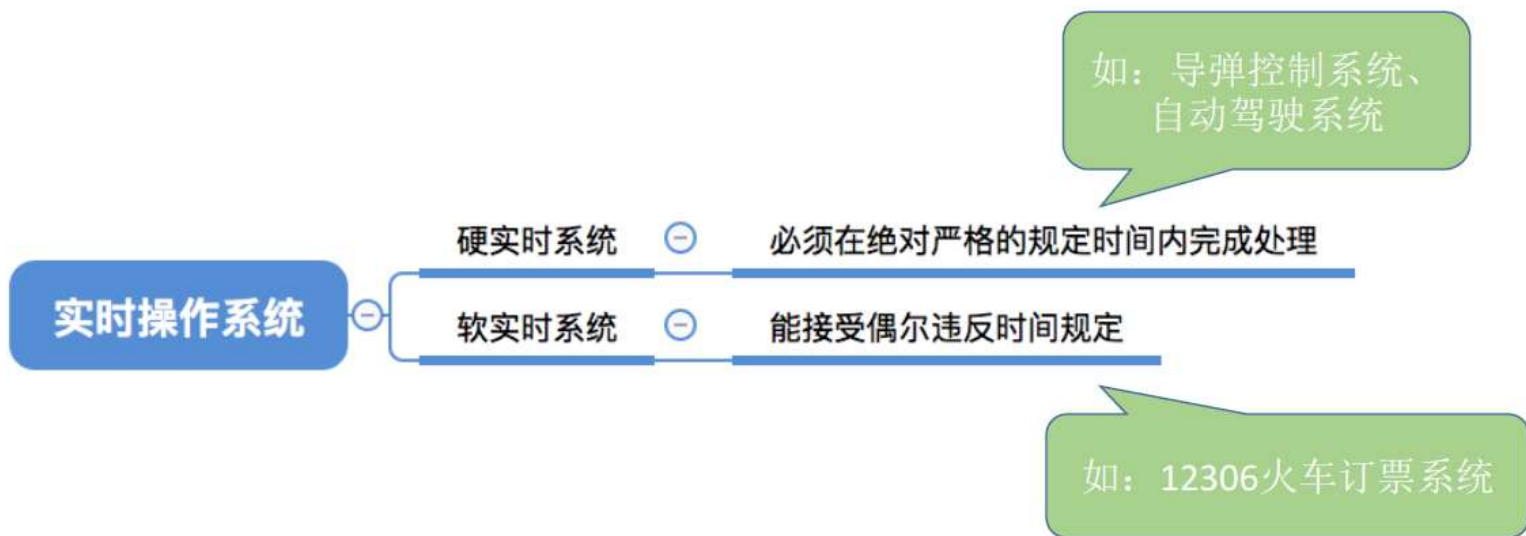 如：导弹控制系统、
自动驾驶系统
硬实时系统
必须在绝对严格的规定时间内完成处理
实时操作系统
软实时系统
能接受偶尔违反时间规定
如：12306火车订票系统